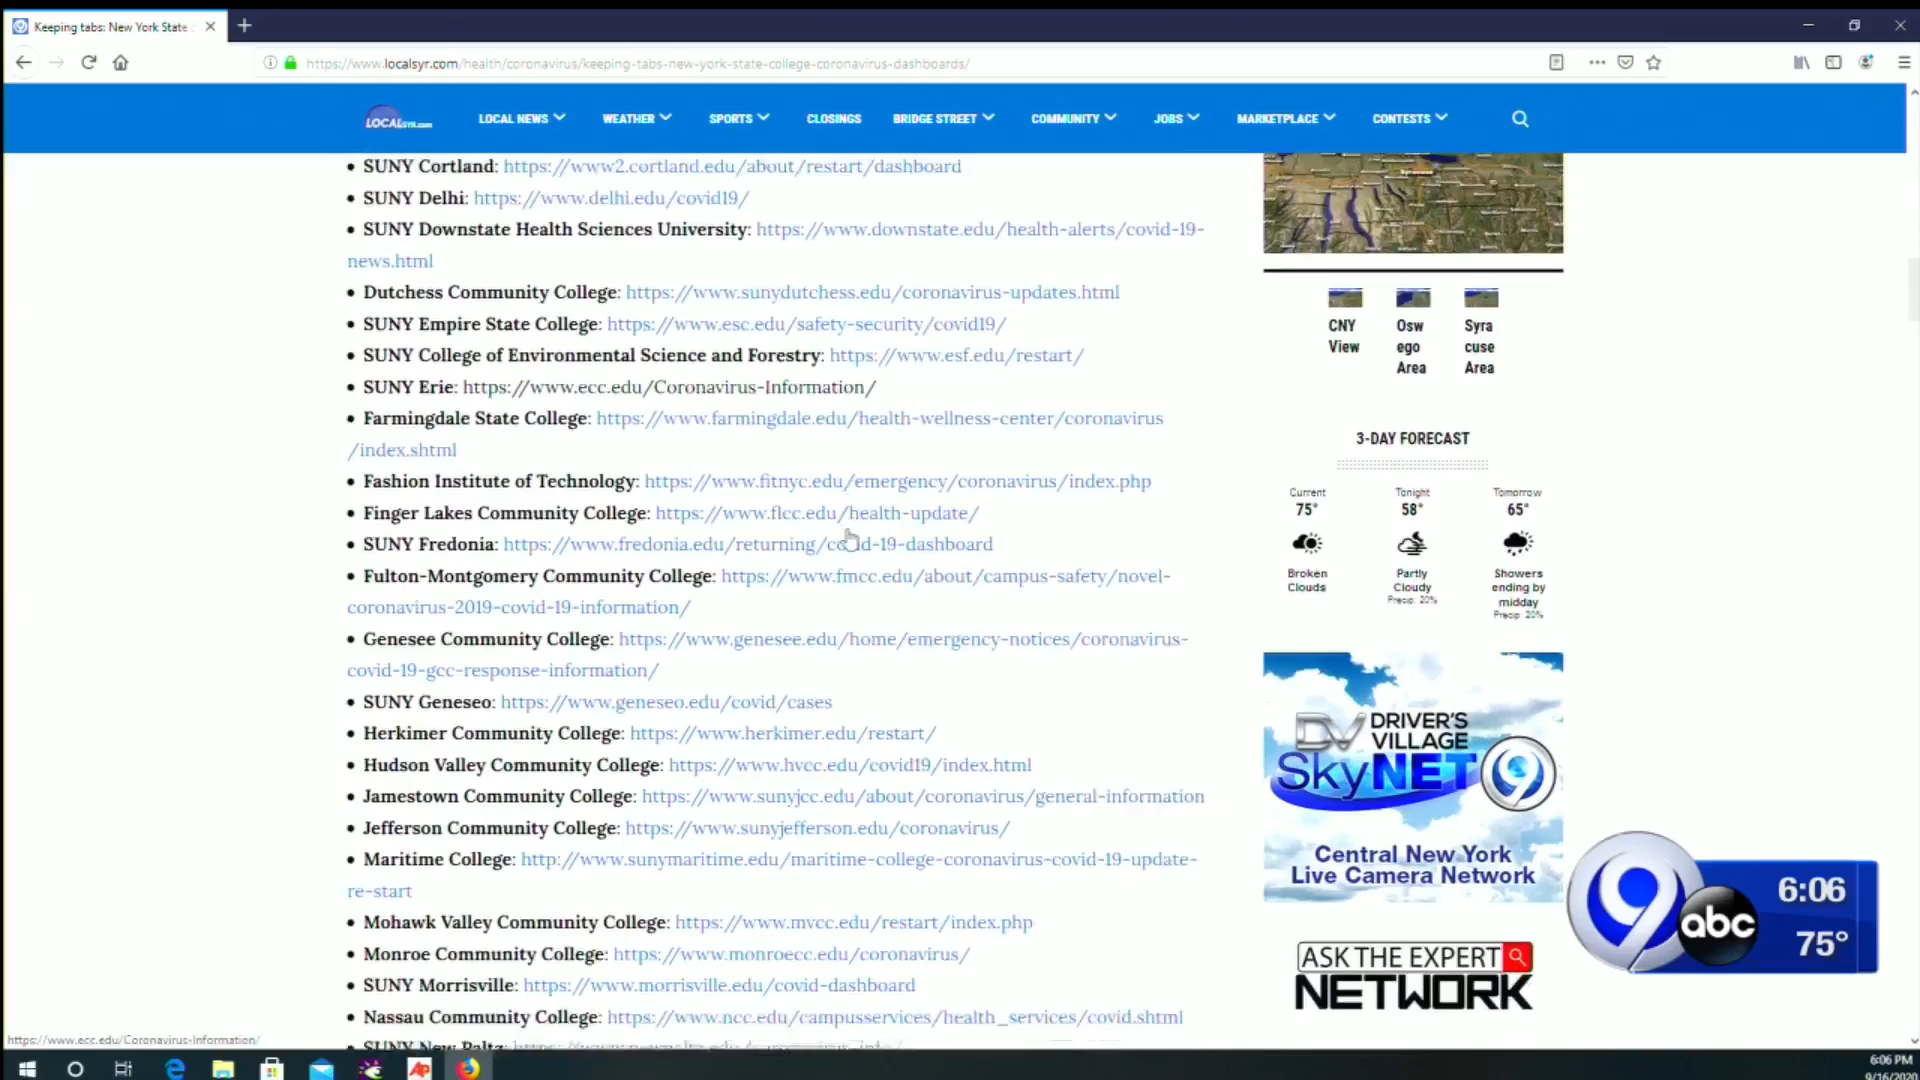 Keeping tabs: New York State
https://www.localsyr.com/health/coronavirus/keeping-tabs-new-york-state-college-coronavirus-dashboards/
LOCALSYR.com
LOCAL NEWS
WEATHER
SPORTS
CLOSINGS
BRIDGE STREET
COMMUNITY
JOBS
MARKETPLACE
CONTESTS
• SUNY Cortland: https://www2.cortland.edu/about/restart/dashboard
• SUNY Delhi: https://www.delhi.edu/covid19/
• SUNY Downstate Health Sciences University: https://www.downstate.edu/health-alerts/covid-19-
news.html
• Dutchess Community College: https://www.sunydutchess.edu/coronavirus-updates.html
• SUNY Empire State College: https://www.esc.edu/safety-security/covid19/
• SUNY College of Environmental Science and Forestry: https://www.esf.edu/restart/
• SUNY Erie: https://www.ecc.edu/Coronavirus-Information/
• Farmingdale State College: https://www.farmingdale.edu/health-wellness-center/coronavirus
/index.shtml
• Fashion Institute of Technology: https://www.fitnyc.edu/emergency/coronavirus/index.php
• Finger Lakes Community College: https://www.flcc.edu/health-update/
• SUNY Fredonia: https://www.fredonia.edu/returning/covid-19-dashboard
• Fulton-Montgomery Community College: https://www.fmcc.edu/about/campus-safety/novel-
coronavirus-2019-covid-19-information/
• Genesee Community College: https://www.genesee.edu/home/emergency-notices/coronavirus-
covid-19-gcc-response-information/
• SUNY Geneseo: https://www.geneseo.edu/covid/cases
• Herkimer Community College: https://www.herkimer.edu/restart/
• Hudson Valley Community College: https://www.hvcc.edu/covid19/index.html
• Jamestown Community College: https://www.sunyjcc.edu/about/coronavirus/general-information
• Jefferson Community College: https://www.sunyjefferson.edu/coronavirus/
• Maritime College: http://www.sunymaritime.edu/maritime-college-coronavirus-covid-19-update-
re-start
• Mohawk Valley Community College: https://www.mvcc.edu/restart/index.php
• Monroe Community College: https://www.monroecc.edu/coronavirus/
• SUNY Morrisville: https://www.morrisville.edu/covid-dashboard
• Nassau Community College: https://www.ncc.edu/campusservices/health_services/covid.shtml
• SUNY New Paltz:
https://www.ecc.edu/Coronavirus-Information/
CNY View
Oswego Area
Syracuse Area
3-DAY FORECAST
Current 75° Broken Clouds
Tonight 58° Partly Cloudy Precip: 20%
Tomorrow 65° Showers ending by midday Precip: 20%
DV DRIVER'S VILLAGE
SkyNET 9
Central New York
Live Camera Network
ASK THE EXPERT
NETWORK
9 abc
6:06
75°
AP
6:06 PM
9/16/2020